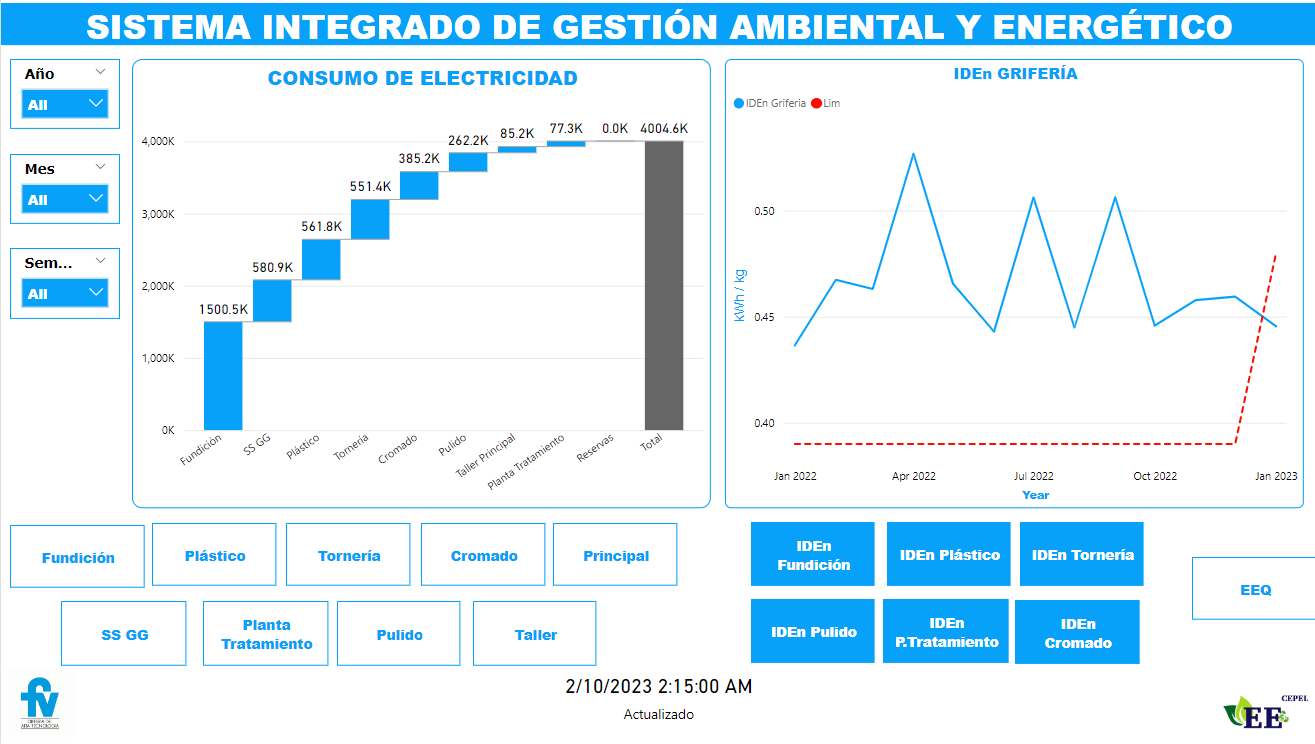 SISTEMA INTEGRADO DE GESTIÓN AMBIENTAL Y ENERGÉTICO
Año
All
Mes
All
Sem...
All
CONSUMO DE ELECTRICIDAD
4,000K
3,000K
2,000K
1,000K
0K
1500.5K
580.9K
561.8K
551.4K
385.2K
262.2K
85.2K
77.3K
0.0K
4004.6K
Fundición
SS GG
Plástico
Tornería
Cromado
Pulido
Taller Principal
Planta Tratamiento
Reservas
Total
IDEn GRIFERÍA
IDEn Griferia
Lim
kWh / kg
0.50
0.45
0.40
Jan 2022
Apr 2022
Jul 2022
Oct 2022
Jan 2023
Year
Fundición
Plástico
Tornería
Cromado
Principal
SS GG
Planta
Tratamiento
Pulido
Taller
IDEn
Fundición
IDEn Plástico
IDEn Tornería
IDEn Pulido
IDEn
P.Tratamiento
IDEn
Cromado
EEQ
2/10/2023 2:15:00 AM
Actualizado
fv
GRIFERÍA DE
ALTA TECNOLOGÍA
CEPEL
EE